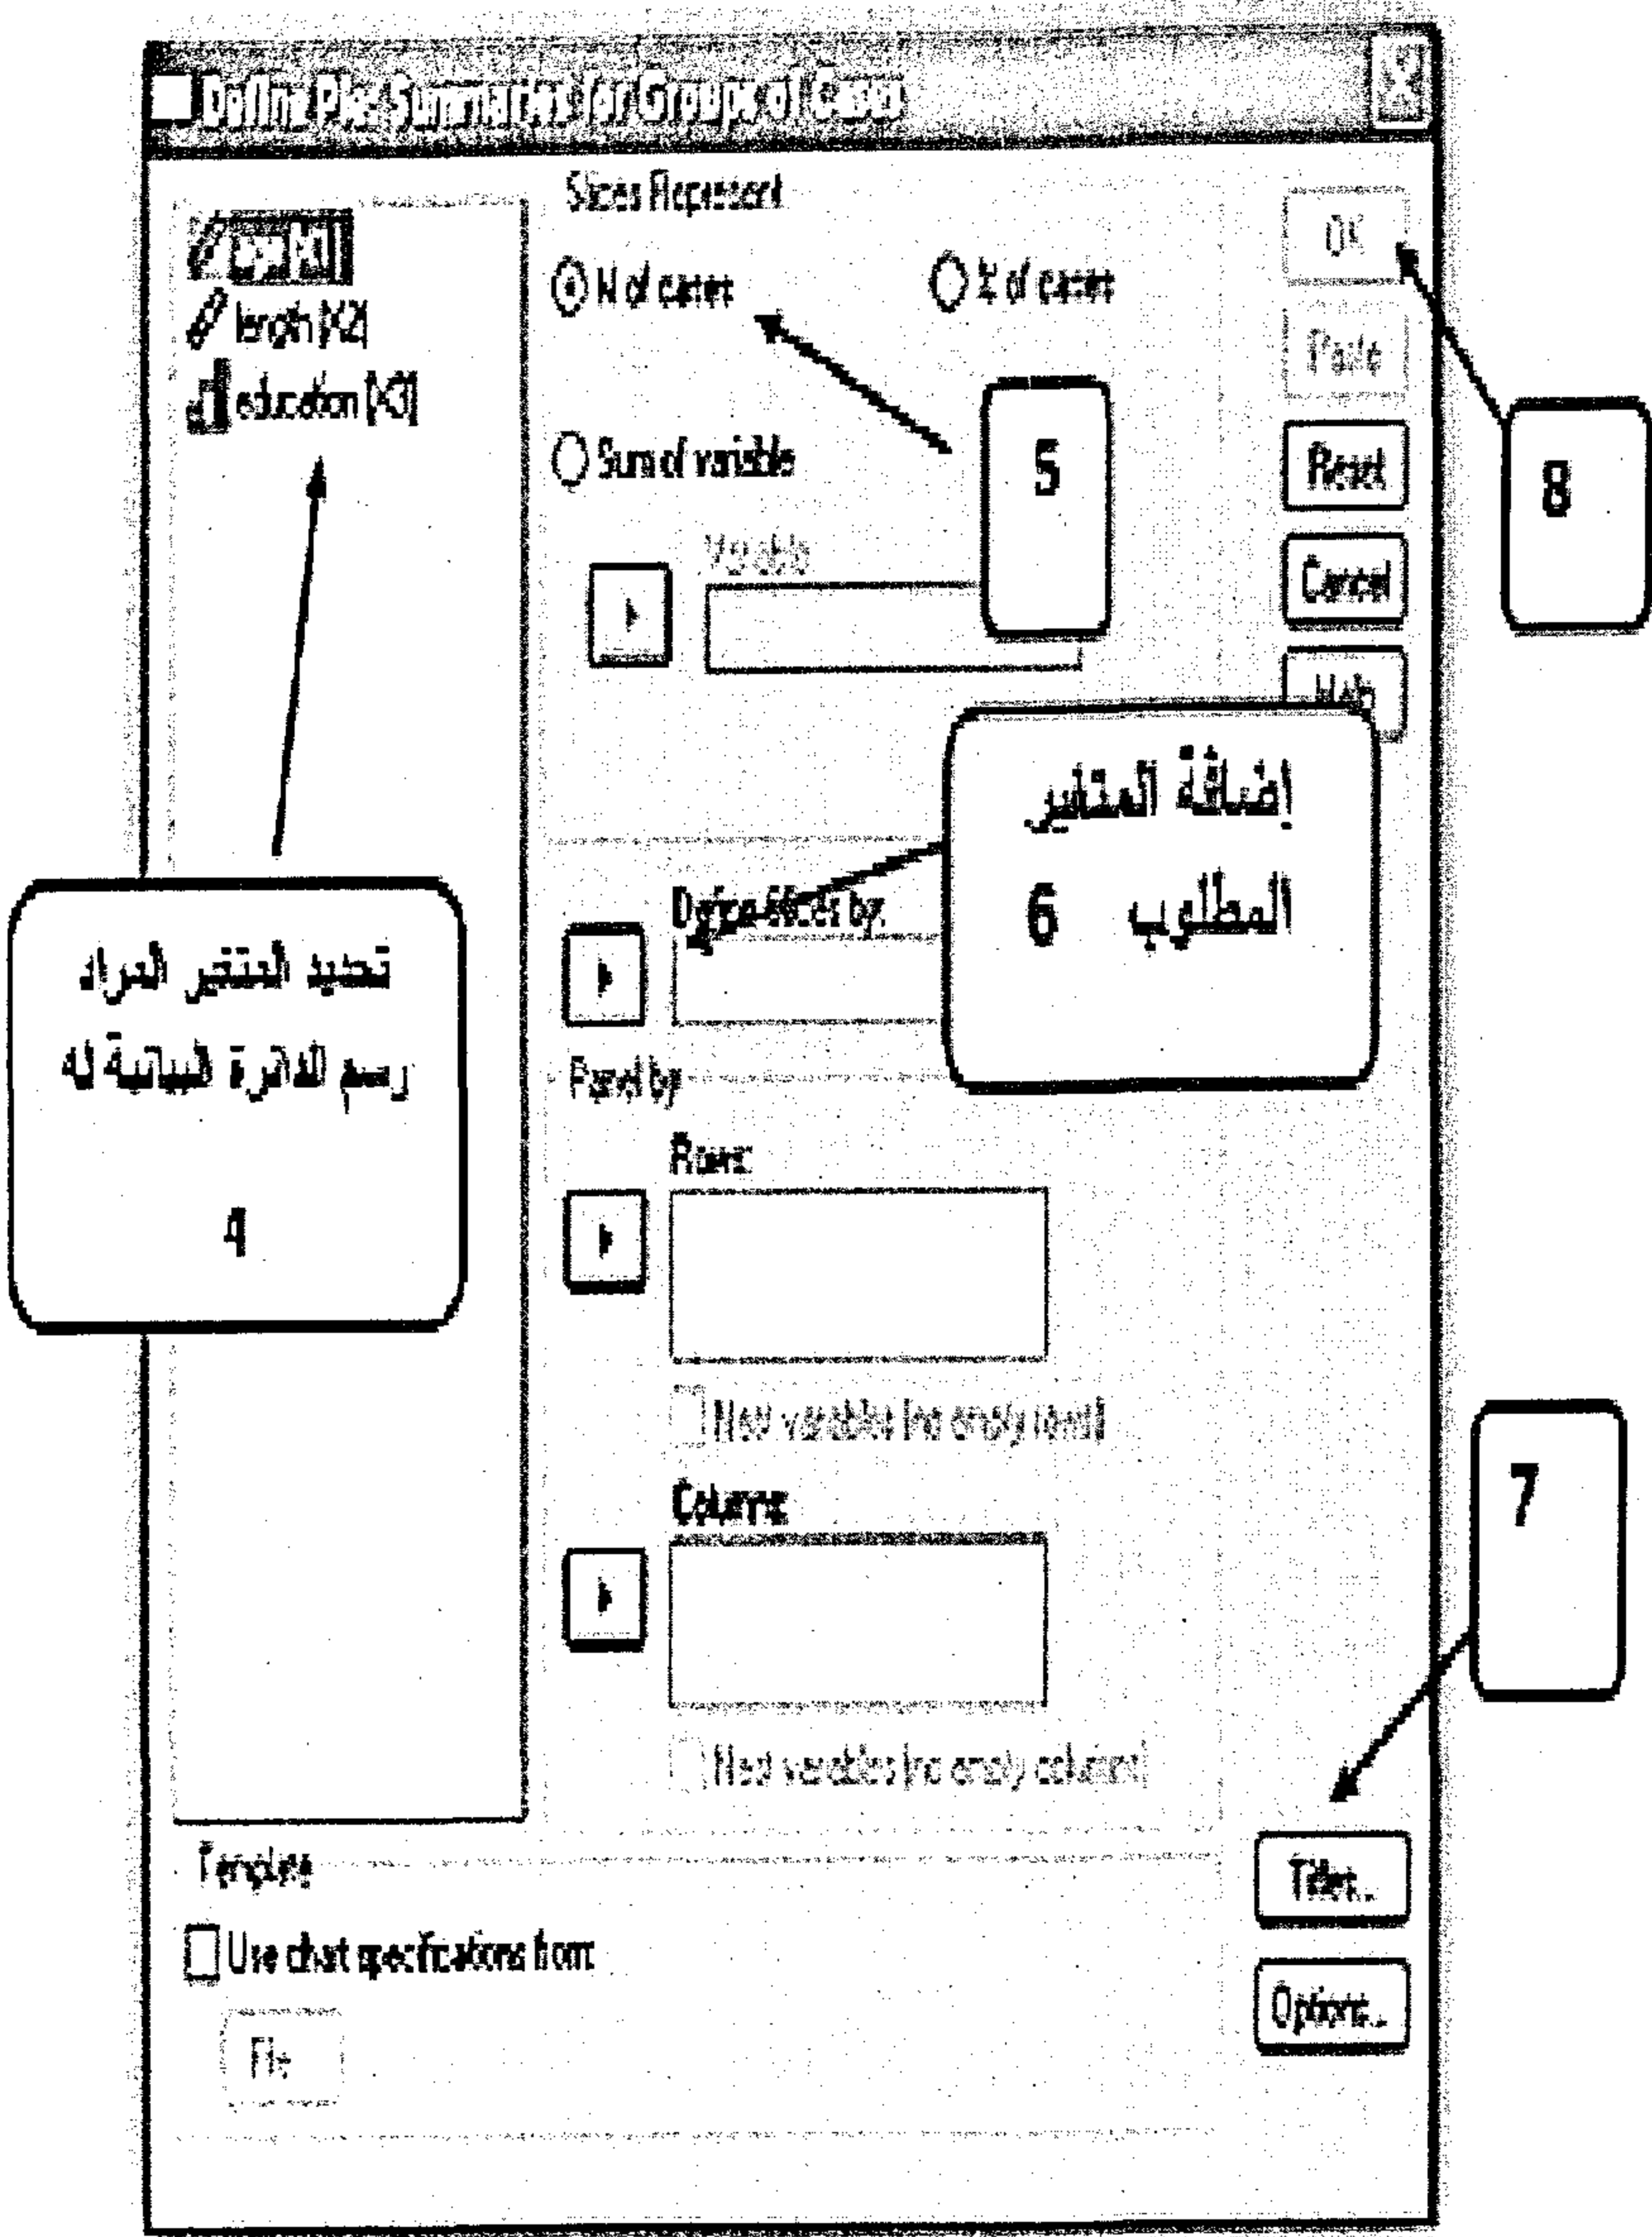 Define Pie: Summaries for Groups of Cases
Slices Represent
age [X1]
length [X2]
education [X3]
N of cases
% of cases
Sum of variable
Variable
OK
Paste
Reset
Cancel
Help
5
8
إضافة المتغير
المطلوب 6
Define Slices by:
تحديد المتغير المراد
رسم الدائرة البيانية له
4
Panel by
Rows:
Nest variables (no empty rows)
Columns:
Nest variables (no empty columns)
7
Template
Use chart specifications from:
File
Titles...
Options...